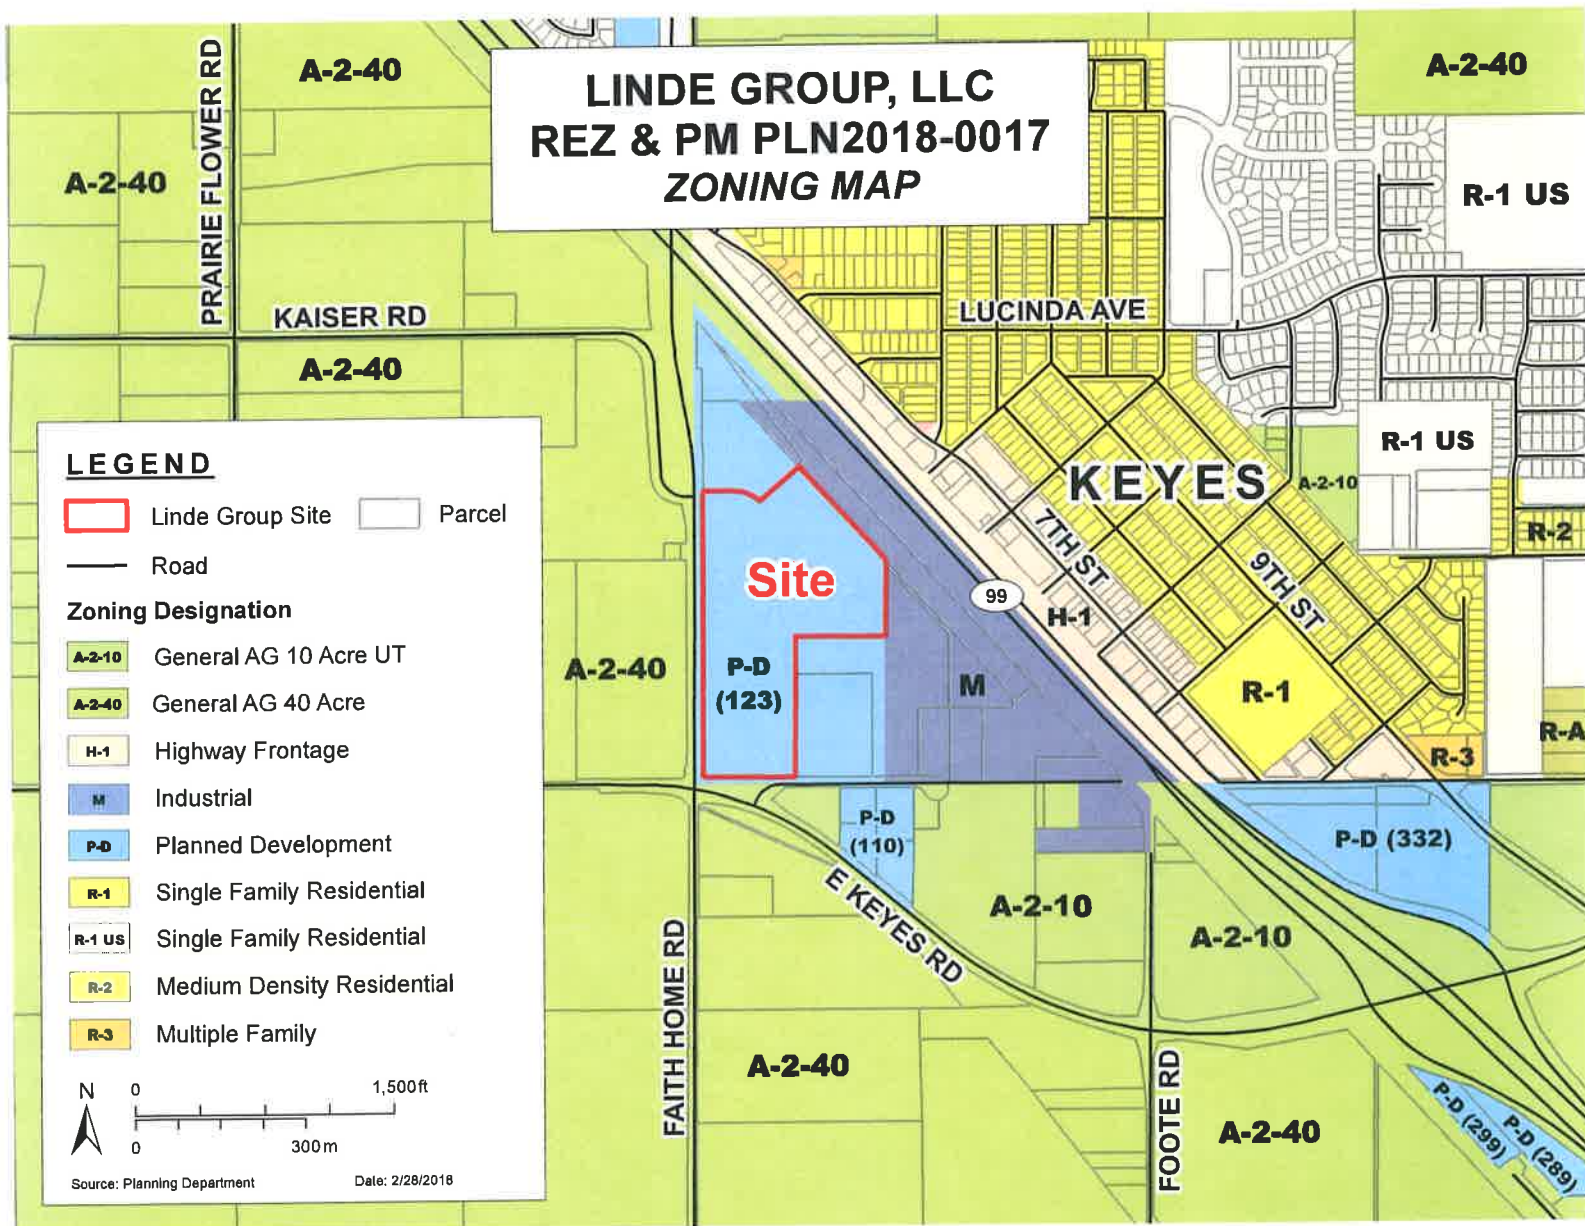 LINDE GROUP, LLC
REZ & PM PLN2018-0017
ZONING MAP
A-2-40
A-2-40
A-2-40
PRAIRIE FLOWER RD
R-1 US
KAISER RD
LUCINDA AVE
A-2-40
R-1 US
KEYES
A-2-10
R-2
7TH ST
9TH ST
Site
99
H-1
A-2-40
P-D
(123)
M
R-1
R-A
R-3
P-D
(110)
P-D (332)
E KEYES RD
A-2-10
A-2-10
FAITH HOME RD
A-2-40
FOOTE RD
A-2-40
P-D (299)
P-D (289)
LEGEND
Linde Group Site
Parcel
Road
Zoning Designation
A-2-10 General AG 10 Acre UT
A-2-40 General AG 40 Acre
H-1 Highway Frontage
M Industrial
P-D Planned Development
R-1 Single Family Residential
R-1 US Single Family Residential
R-2 Medium Density Residential
R-3 Multiple Family
N
0 1,500ft
0 300m
Source: Planning Department Date: 2/28/2018